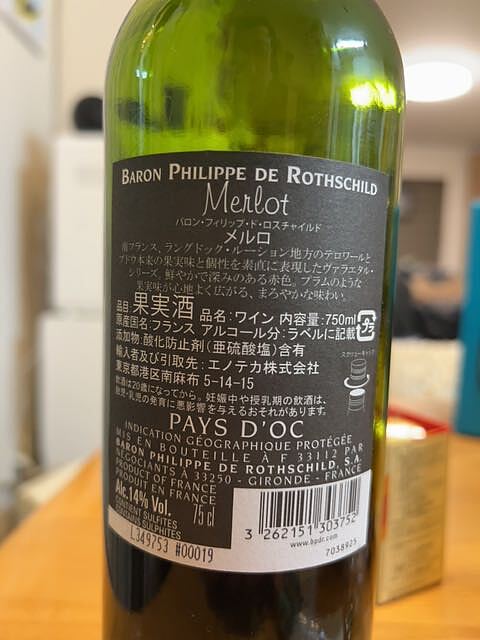 BARON PHILIPPE DE ROTHSCHILD
Merlot
バロン・フィリップ・ド・ロスチャイルド
メルロ
南フランス、ラングドック・ルーション地方のテロワールと
ブドウ本来の果実味と個性を素直に表現したヴァラエタル・
シリーズ。鮮やかで深みのある赤色。プラムのような
果実味が心地よく広がる、まろやかな味わい。
品目:果実酒 品名:ワイン 内容量:750ml
原産国名:フランス アルコール分:ラベルに記載
プラ
添加物:酸化防止剤(亜硫酸塩)含有
スクリューキャップ
輸入者及び引取先:エノテカ株式会社
東京都港区南麻布 5-14-15
飲酒は20歳になってから。妊娠中や授乳期の飲酒は、
胎児・乳児の発育に悪影響を与えるおそれがあります。
PAYS D'OC
INDICATION GÉOGRAPHIQUE PROTÉGÉE
MIS EN BOUTEILLE À F 33112 PAR
BARON PHILIPPE DE ROTHSCHILD, S.A.
NÉGOCIANTS À 33250 - GIRONDE - FRANCE
PRODUCT OF FRANCE
PRODUIT EN FRANCE
Alc.14% Vol.
75 cl
CONTAINS SULFITES
CONTIENT SULPHITES
L349753 #00019
3 262151 303752
www.bpdr.com
7038925